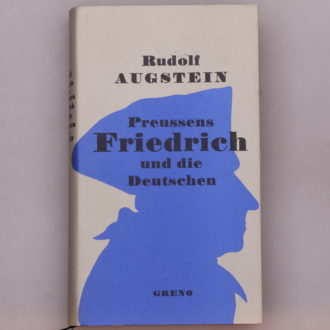 Rudolf
AUGSTEIN
Preussens
Friedrich
und die
Deutschen
GRENO